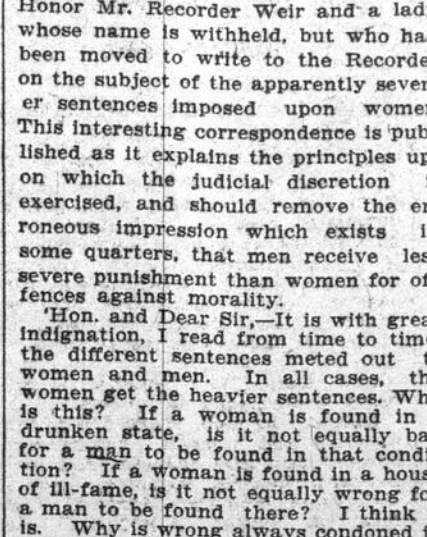 Honor Mr. Recorder Weir and a lad
whose name is withheld, but who ha
been moved to write to the Recorde
on the subject of the apparently sever
er sentences imposed upon women
This interesting correspondence is pub
lished as it explains the principles up
on which the judicial discretion i
exercised, and should remove the er
roneous impression which exists i
some quarters, that men receive les
severe punishment than women for of
fences against morality.
'Hon. and Dear Sir,—It is with grea
indignation, I read from time to time
the different sentences meted out t
women and men. In all cases, th
women get the heavier sentences. Wh
is this? If a woman is found in
drunken state, is it not equally ba
for a man to be found in that condi
tion? If a woman is found in a hous
of ill-fame, is it not equally wrong fo
a man to be found there? I think
is. Why is wrong always condoned i